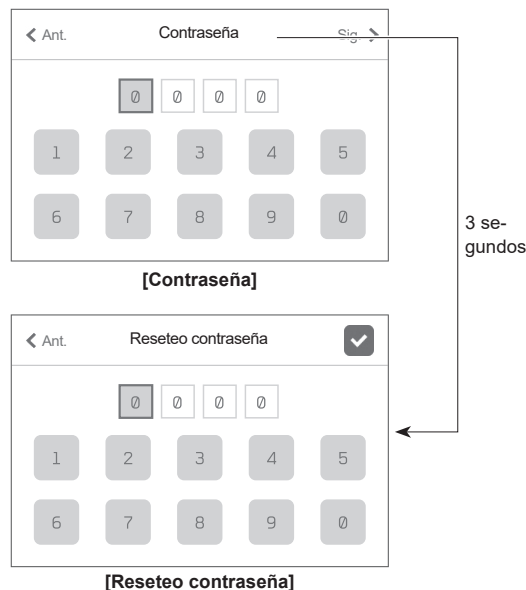 Ant. Contraseña Sig.
0 0 0 0
1 2 3 4 5
6 7 8 9 0
[Contraseña]
3 se-
gundos
Ant. Reseteo contraseña
0 0 0 0
1 2 3 4 5
6 7 8 9 0
[Reseteo contraseña]